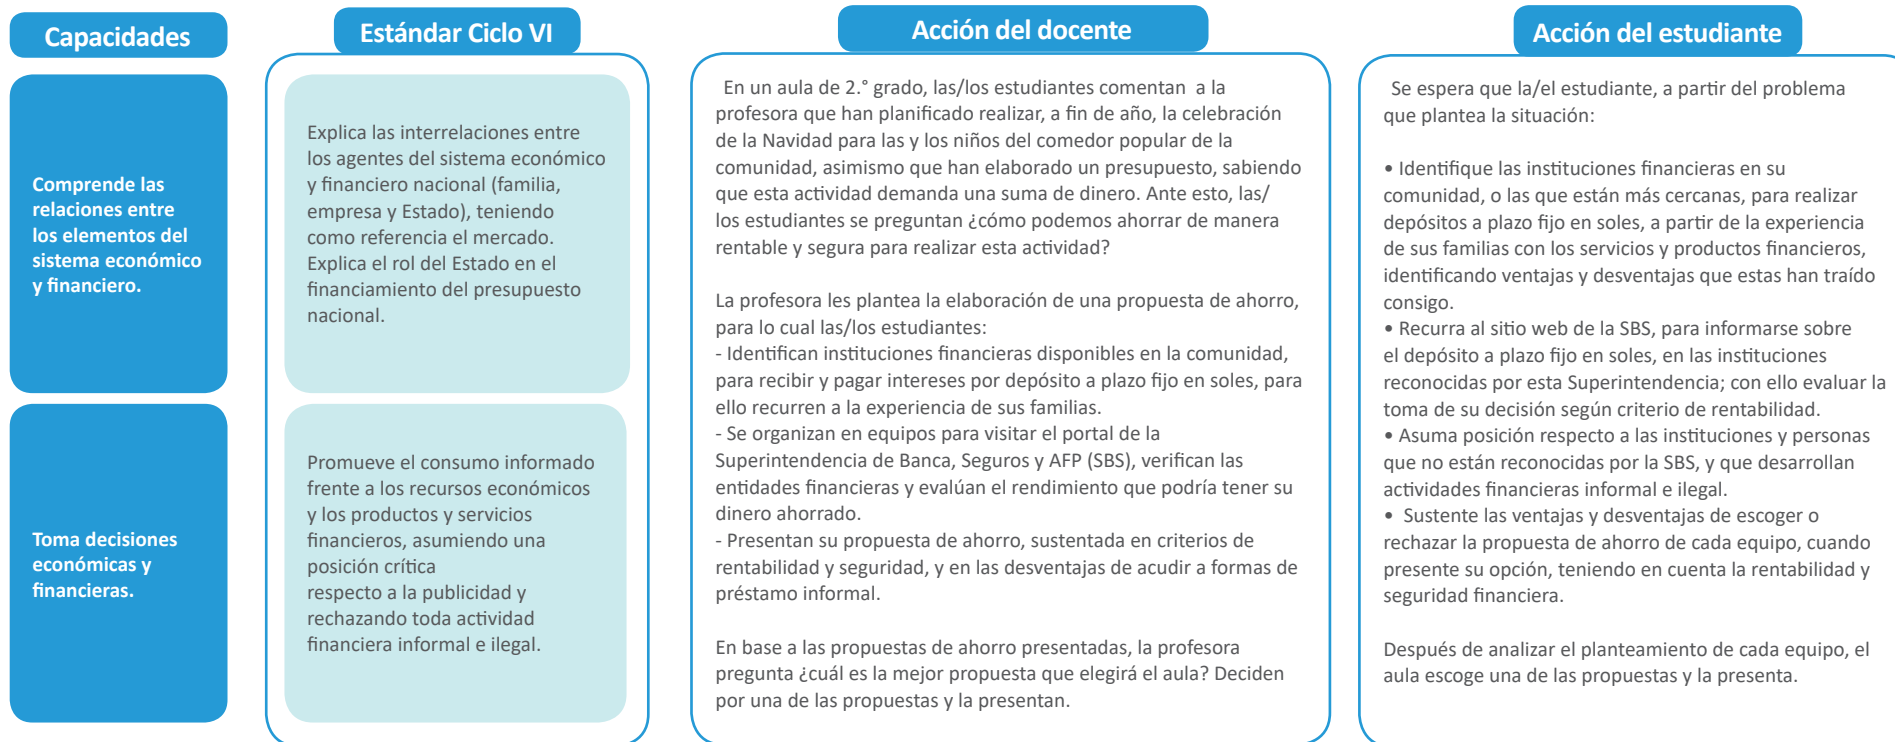 Capacidades
Comprende las
relaciones entre
los elementos del
sistema económico
y financiero.
Toma decisiones
económicas y
financieras.
Estándar Ciclo VI
Explica las interrelaciones entre
los agentes del sistema económico
y financiero nacional (familia,
empresa y Estado), teniendo
como referencia el mercado.
Explica el rol del Estado en el
financiamiento del presupuesto
nacional.
Promueve el consumo informado
frente a los recursos económicos
y los productos y servicios
financieros, asumiendo una
posición crítica
respecto a la publicidad y
rechazando toda actividad
financiera informal e ilegal.
Acción del docente
En un aula de 2.° grado, las/los estudiantes comentan a la
profesora que han planificado realizar, a fin de año, la celebración
de la Navidad para las y los niños del comedor popular de la
comunidad, asimismo que han elaborado un presupuesto, sabiendo
que esta actividad demanda una suma de dinero. Ante esto, las/
los estudiantes se preguntan ¿cómo podemos ahorrar de manera
rentable y segura para realizar esta actividad?
La profesora les plantea la elaboración de una propuesta de ahorro,
para lo cual las/los estudiantes:
- Identifican instituciones financieras disponibles en la comunidad,
para recibir y pagar intereses por depósito a plazo fijo en soles, para
ello recurren a la experiencia de sus familias.
- Se organizan en equipos para visitar el portal de la
Superintendencia de Banca, Seguros y AFP (SBS), verifican las
entidades financieras y evalúan el rendimiento que podría tener su
dinero ahorrado.
- Presentan su propuesta de ahorro, sustentada en criterios de
rentabilidad y seguridad, y en las desventajas de acudir a formas de
préstamo informal.
En base a las propuestas de ahorro presentadas, la profesora
pregunta ¿cuál es la mejor propuesta que elegirá el aula? Deciden
por una de las propuestas y la presentan.
Acción del estudiante
Se espera que la/el estudiante, a partir del problema
que plantea la situación:
• Identifique las instituciones financieras en su
comunidad, o las que están más cercanas, para realizar
depósitos a plazo fijo en soles, a partir de la experiencia
de sus familias con los servicios y productos financieros,
identificando ventajas y desventajas que estas han traído
consigo.
• Recurra al sitio web de la SBS, para informarse sobre
el depósito a plazo fijo en soles, en las instituciones
reconocidas por esta Superintendencia; con ello evaluar la
toma de su decisión según criterio de rentabilidad.
• Asuma posición respecto a las instituciones y personas
que no están reconocidas por la SBS, y que desarrollan
actividades financieras informal e ilegal.
• Sustente las ventajas y desventajas de escoger o
rechazar la propuesta de ahorro de cada equipo, cuando
presente su opción, teniendo en cuenta la rentabilidad y
seguridad financiera.
Después de analizar el planteamiento de cada equipo, el
aula escoge una de las propuestas y la presenta.